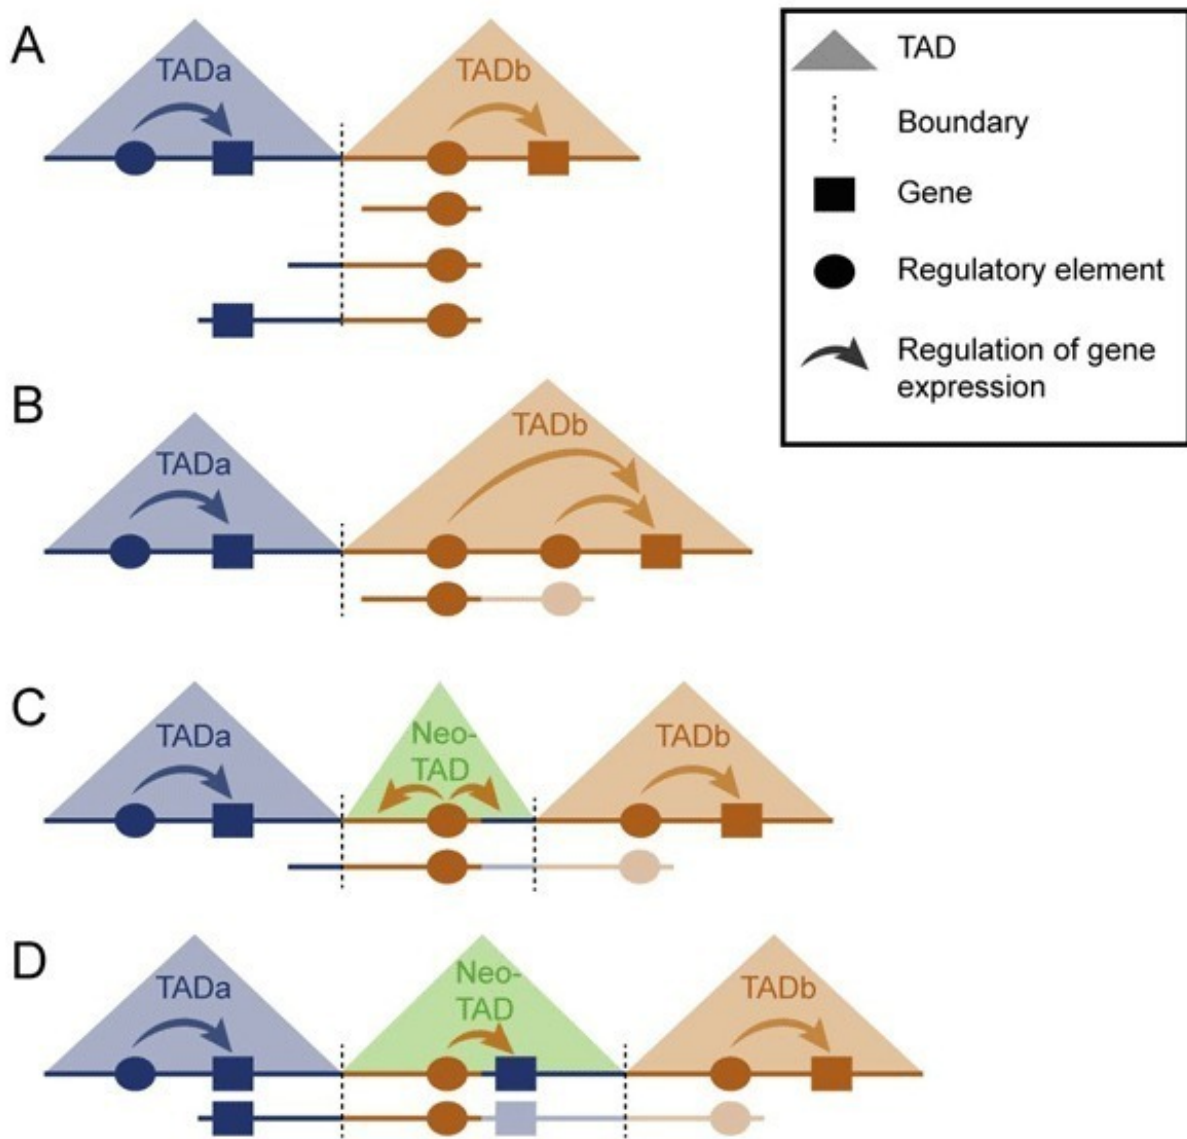 A
TADa
TADb
TAD
Boundary
Gene
Regulatory element
Regulation of gene
expression
B
TADa
TADb
C
TADa
Neo-
TAD
TADb
D
TADa
Neo-
TAD
TADb